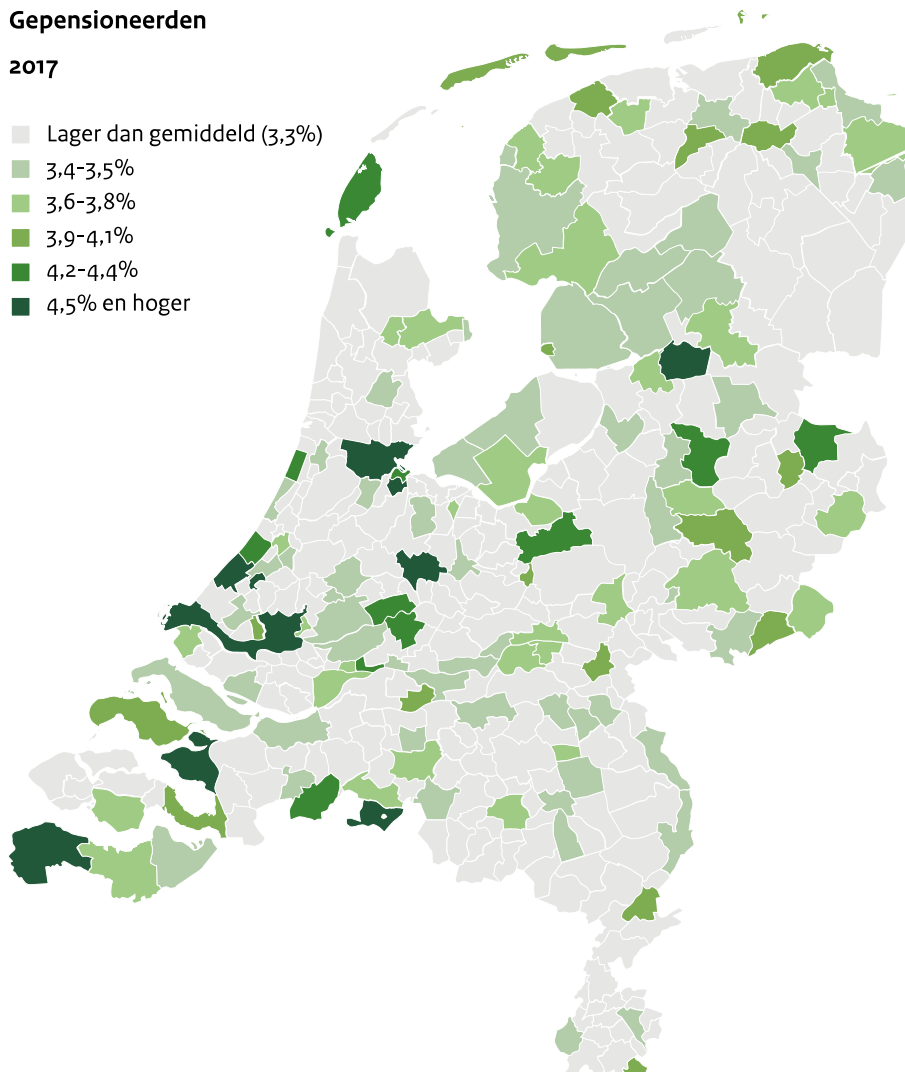 Gepensioneerden
2017
Lager dan gemiddeld (3,3%)
3,4-3,5%
3,6-3,8%
3,9-4,1%
4,2-4,4%
4,5% en hoger